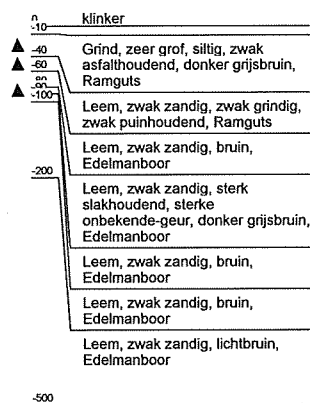 0
klinker
-10
-40
Grind, zeer grof, siltig, zwak
asfalthoudend, donker grijsbruin,
Ramguts
-60
Leem, zwak zandig, zwak grindig,
zwak puinhoudend, Ramguts
-100
Leem, zwak zandig, bruin,
Edelmanboor
-200
Leem, zwak zandig, sterk
slakhoudend, sterke
onbekende-geur, donker grijsbruin,
Edelmanboor
Leem, zwak zandig, bruin,
Edelmanboor
Leem, zwak zandig, bruin,
Edelmanboor
Leem, zwak zandig, lichtbruin,
Edelmanboor
-500